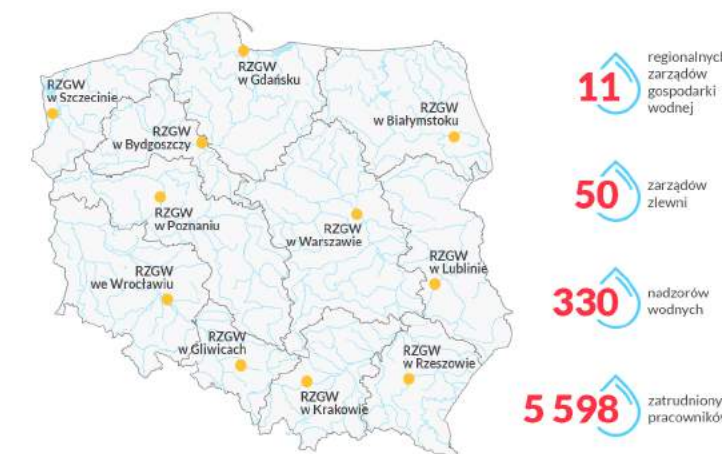 RZGW
w Gdańsku
RZGW
w Szczecinie
RZGW
w Białymstoku
RZGW
w Bydgoszczy
RZGW
w Poznaniu
RZGW
w Warszawie
RZGW
w Lublinie
RZGW
we Wrocławiu
RZGW
w Gliwicach
RZGW
w Krakowie
RZGW
w Rzeszowie
11
regionalnych
zarządów
gospodarki
wodnej
50
zarządów
zlewni
330
nadzorów
wodnych
5 598
zatrudniony
pracowników